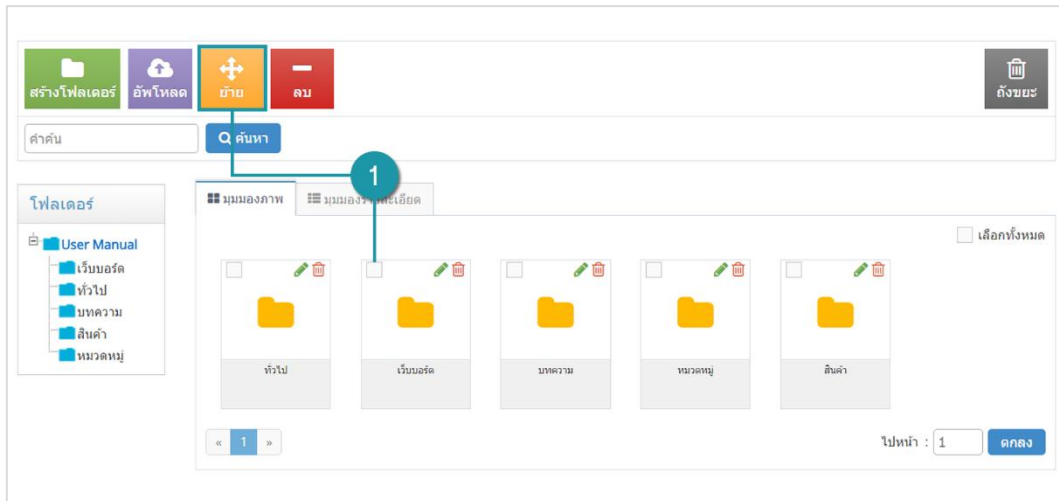 สร้างโฟลเดอร์
อัพโหลด
ย้าย
ลบ
ถังขยะ
คำค้น
ค้นหา
1
โฟลเดอร์
มุมมองภาพ
User Manual
เว็บบอร์ด
ทั่วไป
บทความ
สินค้า
หมวดหมู่
เลือกทั้งหมด
ทั่วไป
เว็บบอร์ด
บทความ
หมวดหมู่
สินค้า
« 1 »
ไปหน้า : 1 ตกลง